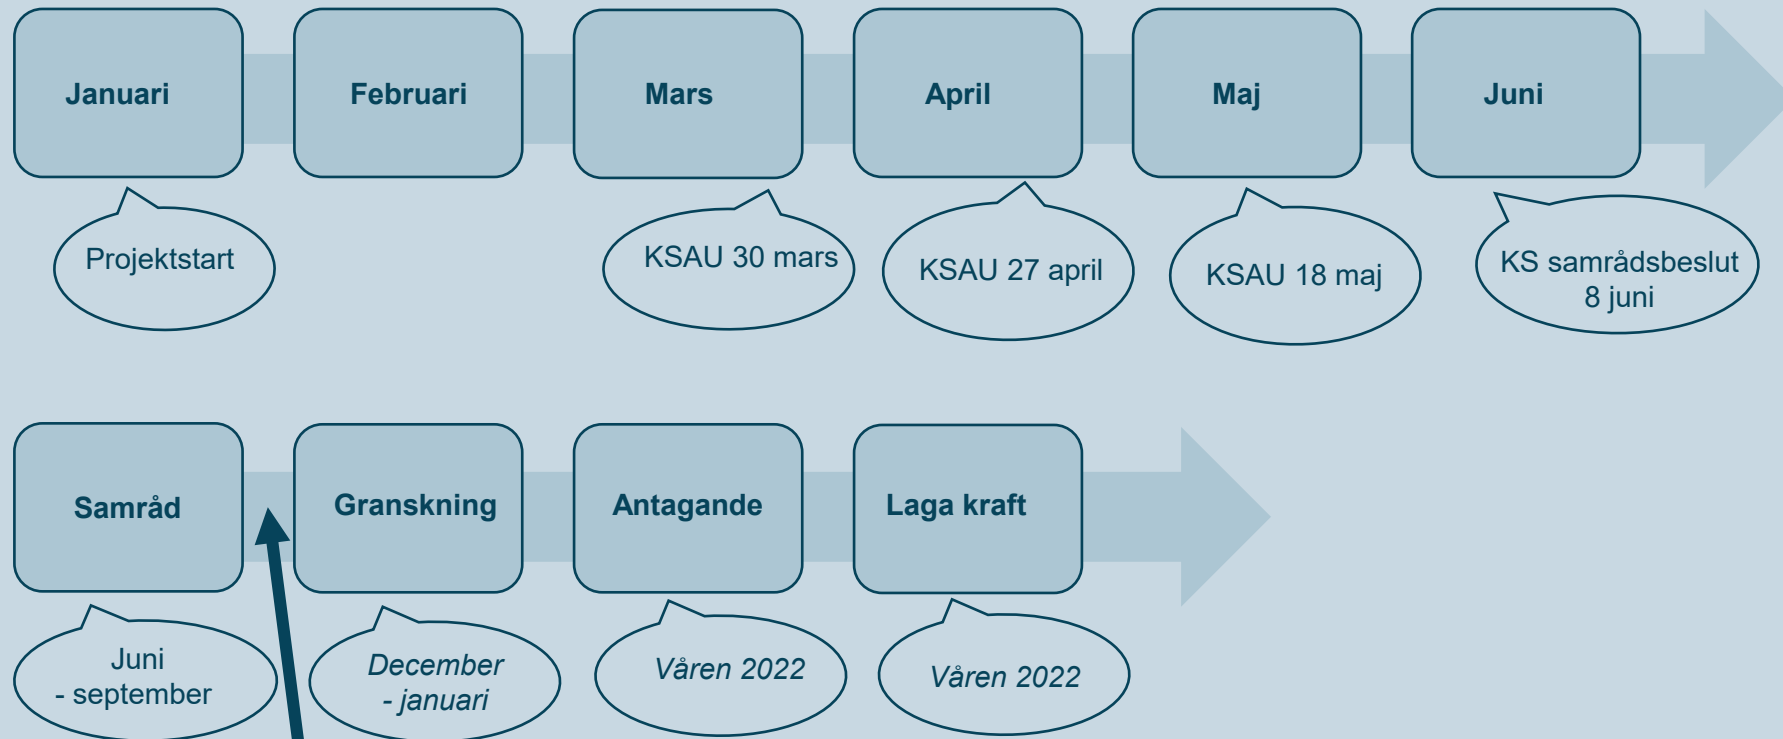 Januari
Februari
Mars
April
Maj
Juni
Projektstart
KSAU 30 mars
KSAU 27 april
KSAU 18 maj
KS samrådsbeslut
8 juni
Samråd
Granskning
Antagande
Laga kraft
Juni
- september
December
- januari
Våren 2022
Våren 2022